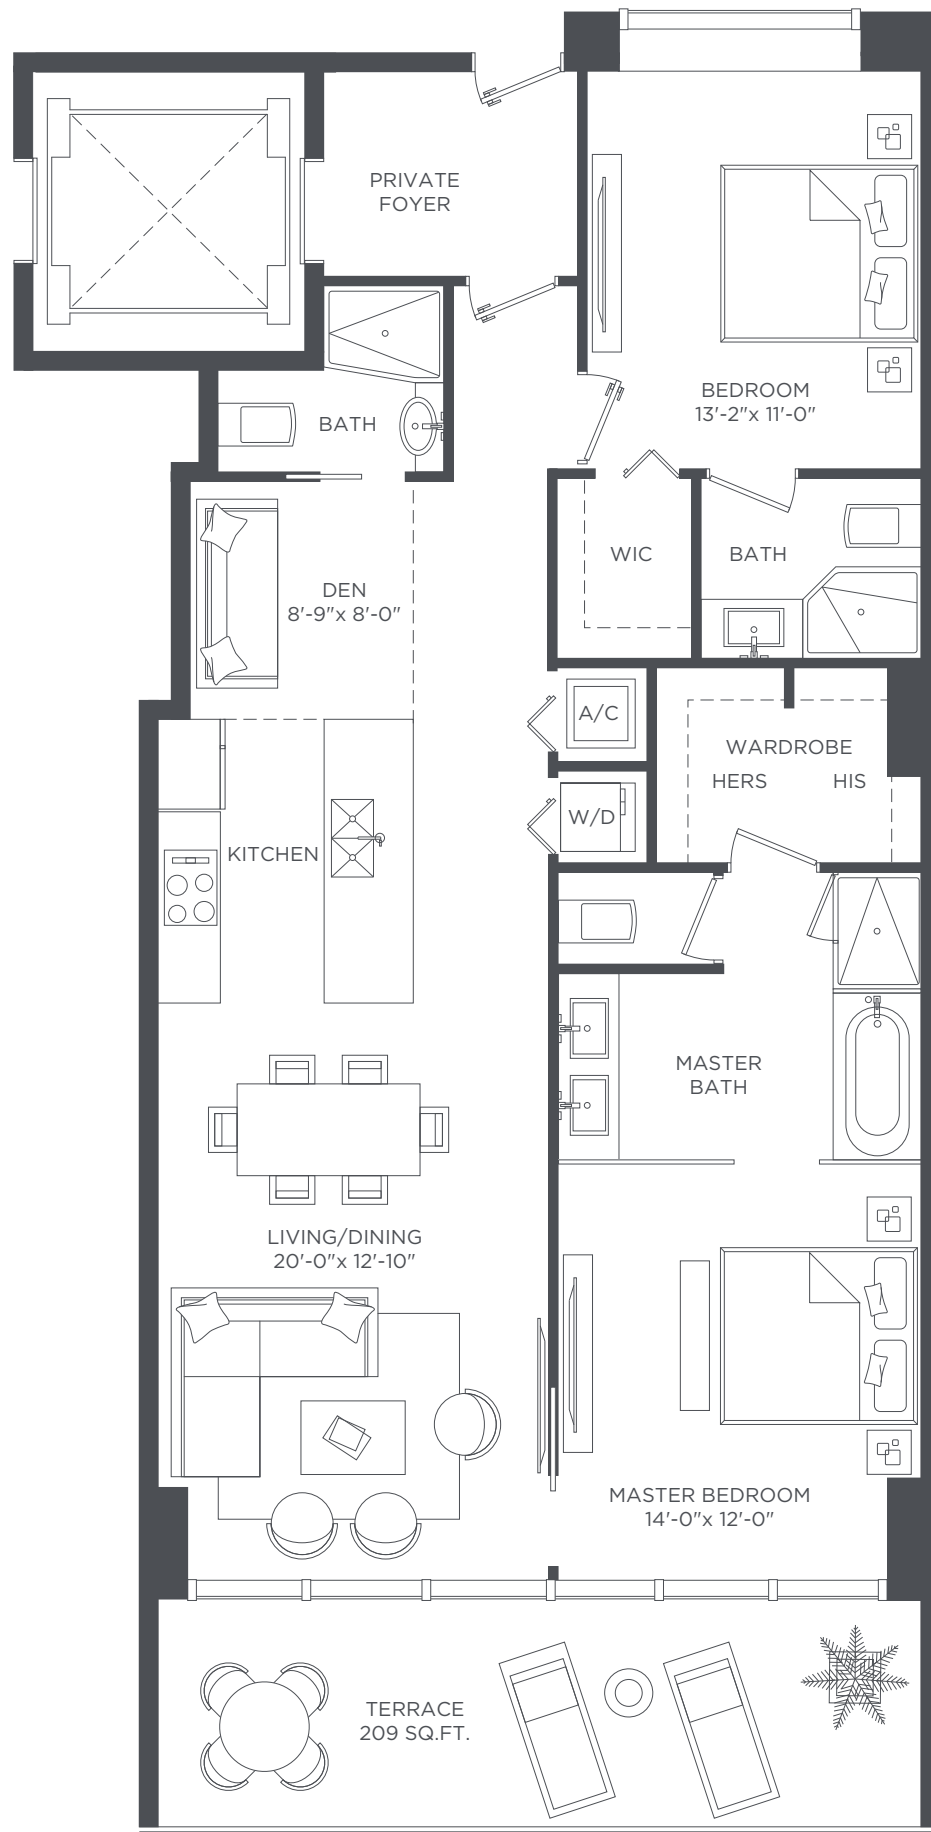 PRIVATE
FOYER
BEDROOM
13'-2"x 11'-0"
BATH
WIC
BATH
DEN
8'-9"x 8'-0"
A/C
WARDROBE
HERS HIS
W/D
KITCHEN
MASTER
BATH
LIVING/DINING
20'-0"x 12'-10"
MASTER BEDROOM
14'-0"x 12'-0"
TERRACE
209 SQ.FT.